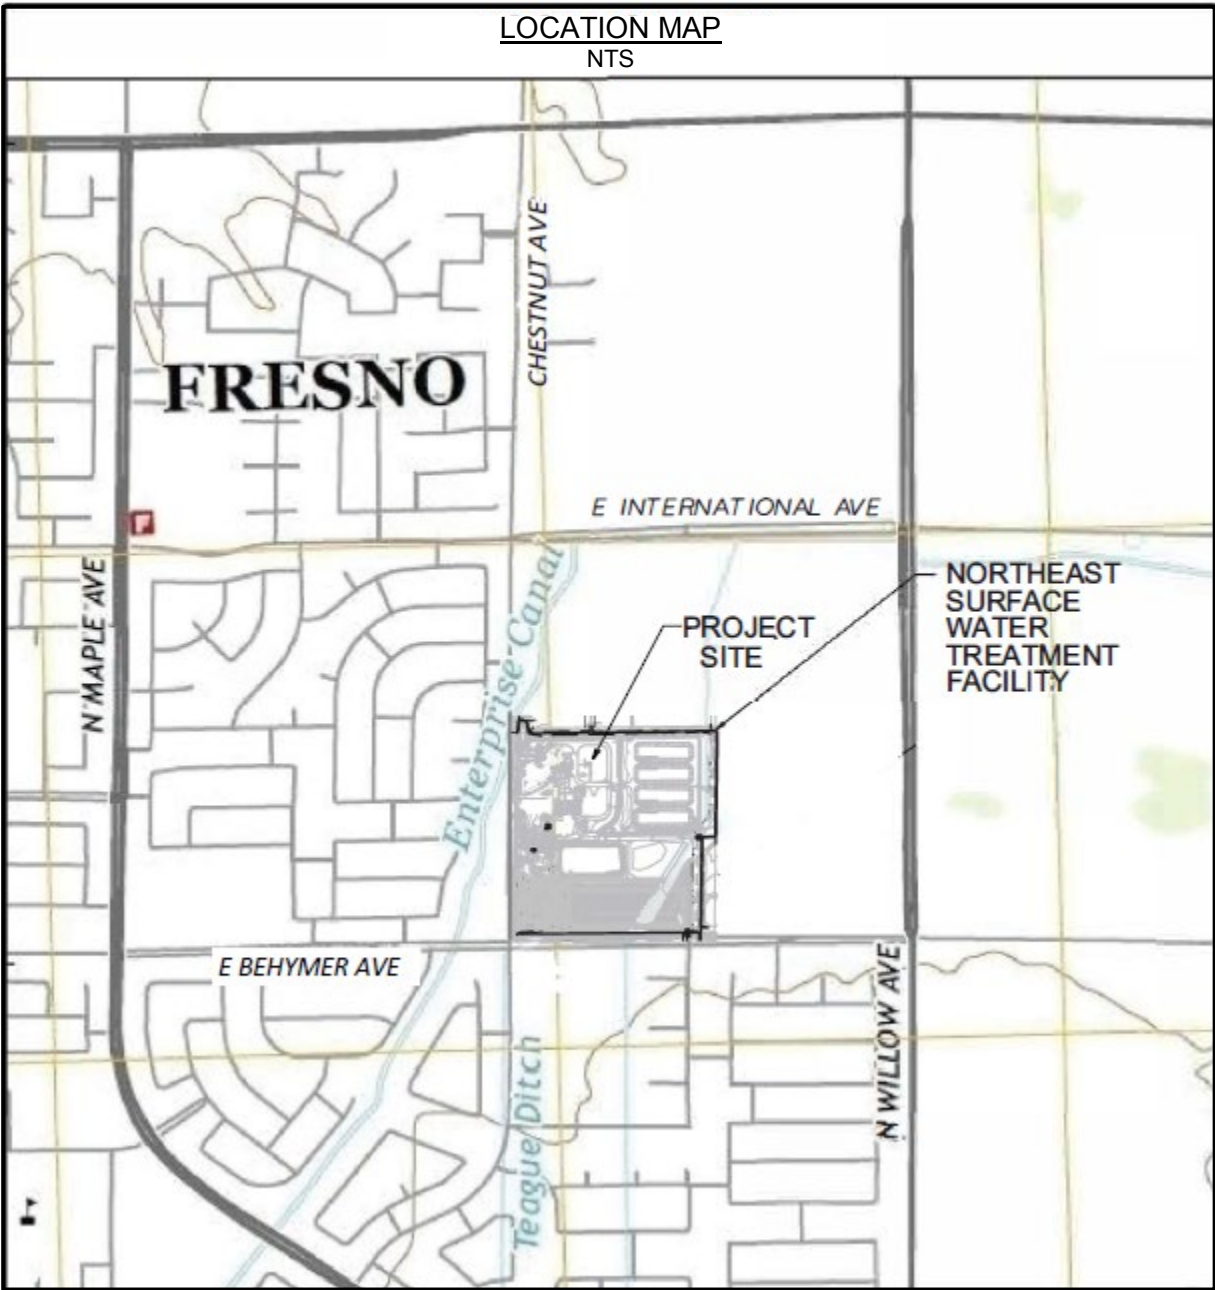 LOCATION MAP
NTS
CHESTNUT AVE
FRESNO
E INTERNATIONAL AVE
N MAPLE AVE
Enterprise Canal
PROJECT
SITE
NORTHEAST
SURFACE
WATER
TREATMENT
FACILITY
E BEHYMER AVE
N WILLOW AVE
Teague Ditch